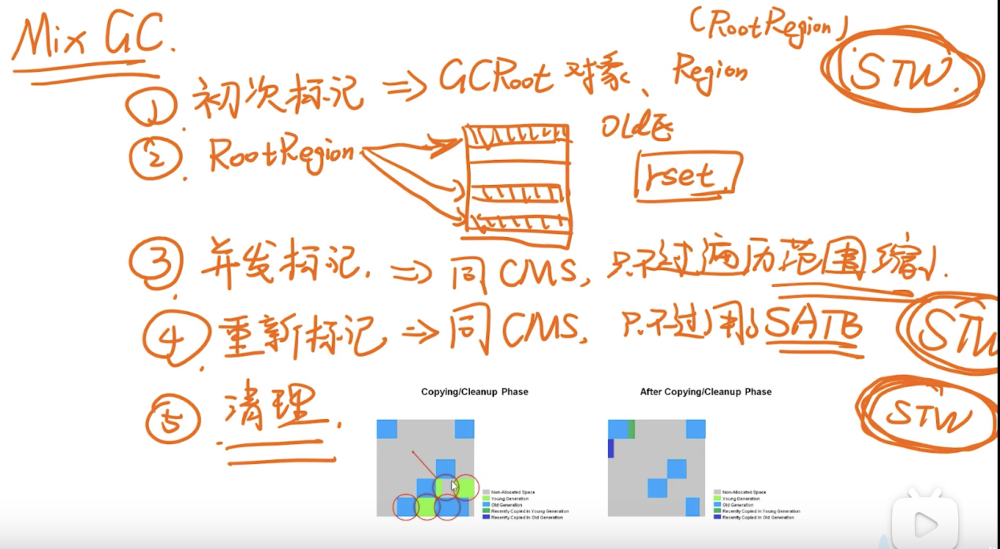 Mix GC.
(RootRegion)
① 初次标记 => GCRoot 对象、Region
STW.
② RootRegion
Old区
rset.
③ 并发标记. => 同CMS, 只不过遍历范围缩小.
④ 重新标记 => 同CMS, 只不过用了SATB
STW
⑤ 清理.
STW
Copying/Cleanup Phase
After Copying/Cleanup Phase
Non-Allocated Space
Young Generation
Old Generation
Recently Copied in Young Generation
Recently Copied in Old Generation
Non-Allocated Space
Young Generation
Old Generation
Recently Copied in Young Generation
Recently Copied in Old Generation